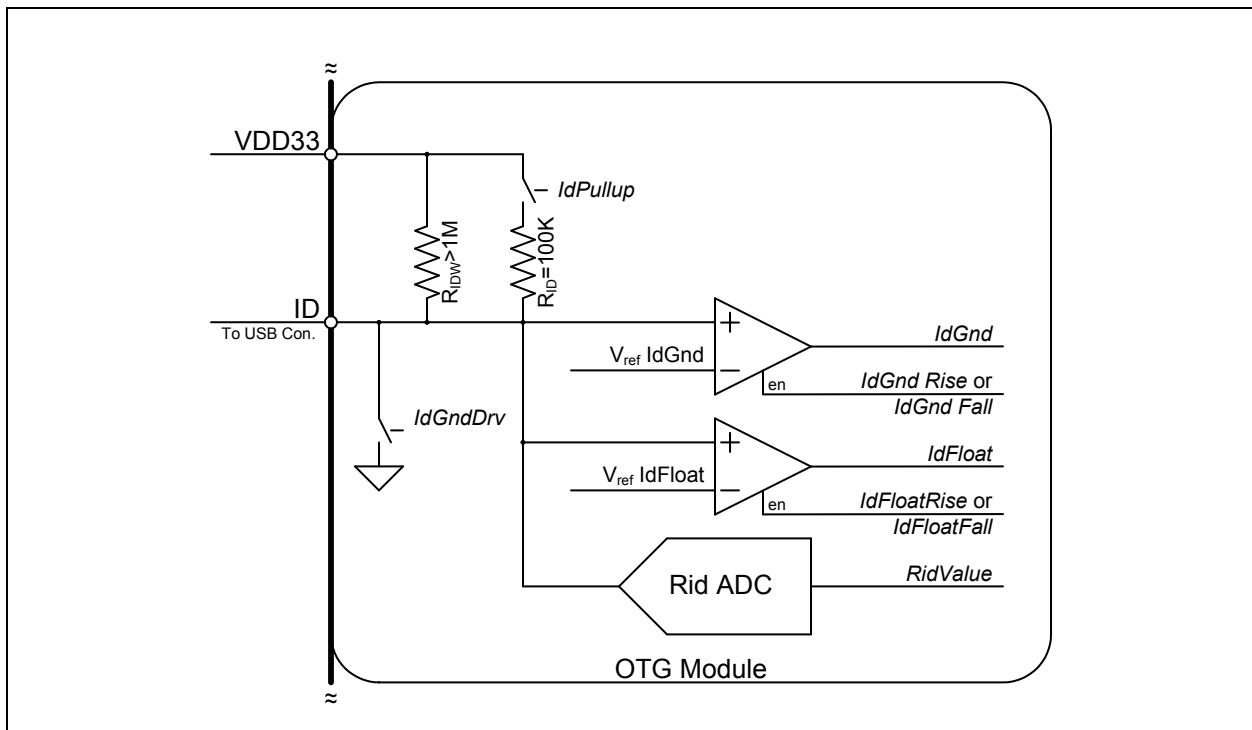 ≈
VDD33
IdPullup
RIDW>1M
RID=100K
ID
To USB Con.
+
IdGnd
Vref IdGnd
−
en
IdGnd Rise or
IdGnd Fall
IdGndDrv
+
IdFloat
Vref IdFloat
−
en
IdFloatRise or
IdFloatFall
Rid ADC
RidValue
OTG Module
≈